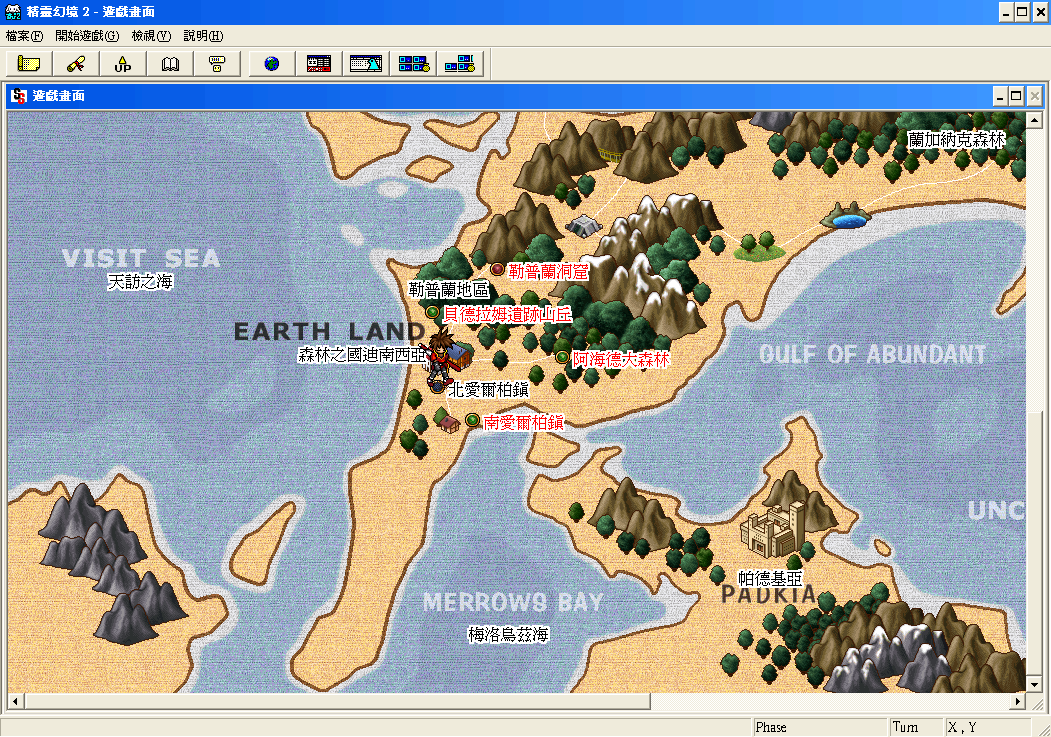 精靈幻境 2 - 遊戲畫面
檔案(F) 開始遊戲(G) 檢視(V) 說明(H)
UP
遊戲畫面
蘭加納克森林
VISIT SEA
天訪之海
勒普蘭洞窟
勒普蘭地區
貝德拉姆遺跡山丘
EARTH LAND
森林之國迪南西亞
阿海德大森林
GULF OF ABUNDANT
北愛爾柏鎮
南愛爾柏鎮
UNC
帕德基亞
PADKIA
MERROWS BAY
梅洛烏茲海
Phase
Turn
X , Y